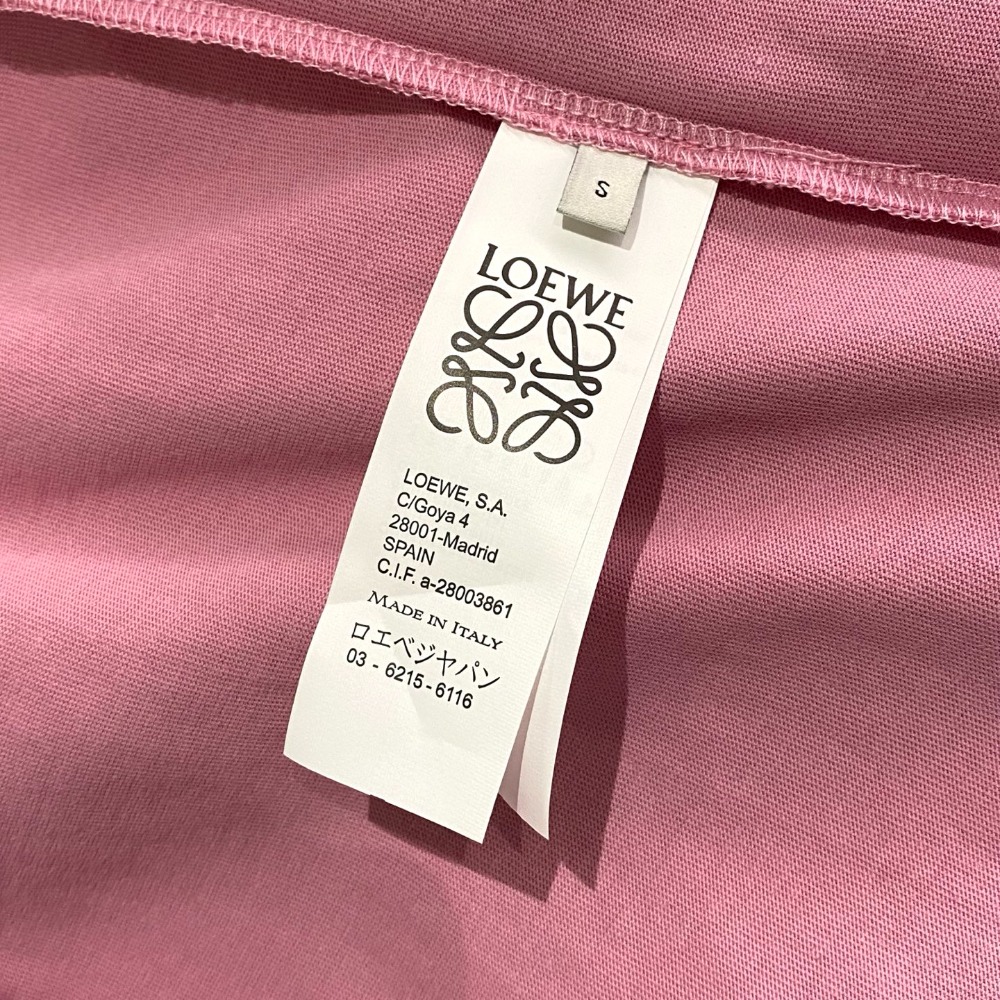 S
LOEWE
LOEWE, S.A.
C/Goya 4
28001-Madrid
SPAIN
C.I.F. a-28003861
MADE IN ITALY
ロエベジャパン
03 - 6215 - 6116